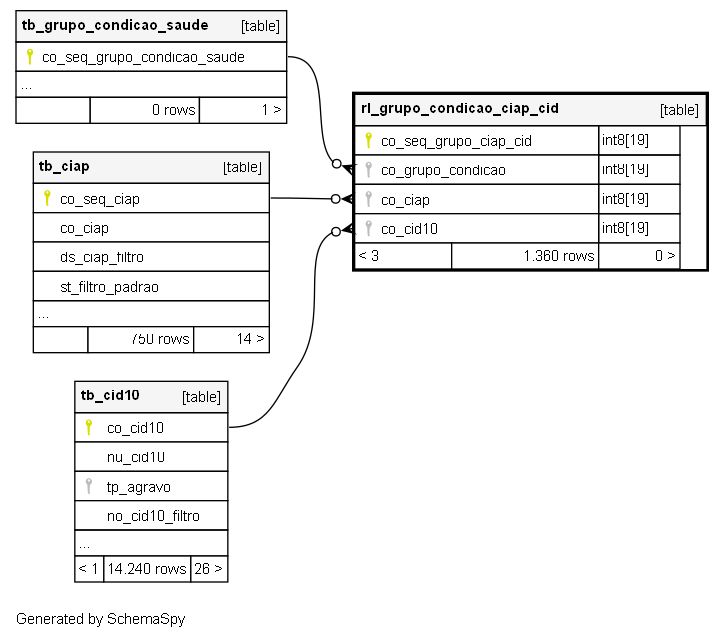 tb_grupo_condicao_saude [table]
co_seq_grupo_condicao_saude
...
0 rows 1 >
rl_grupo_condicao_ciap_cid [table]
co_seq_grupo_ciap_cid int8[19]
co_grupo_condicao int8[19]
co_ciap int8[19]
co_cid10 int8[19]
< 3 1.360 rows 0 >
tb_ciap [table]
co_seq_ciap
co_ciap
ds_ciap_filtro
st_filtro_padrao
...
750 rows 14 >
tb_cid10 [table]
co_cid10
nu_cid10
tp_agravo
no_cid10_filtro
...
< 1 14.240 rows 26 >
Generated by SchemaSpy